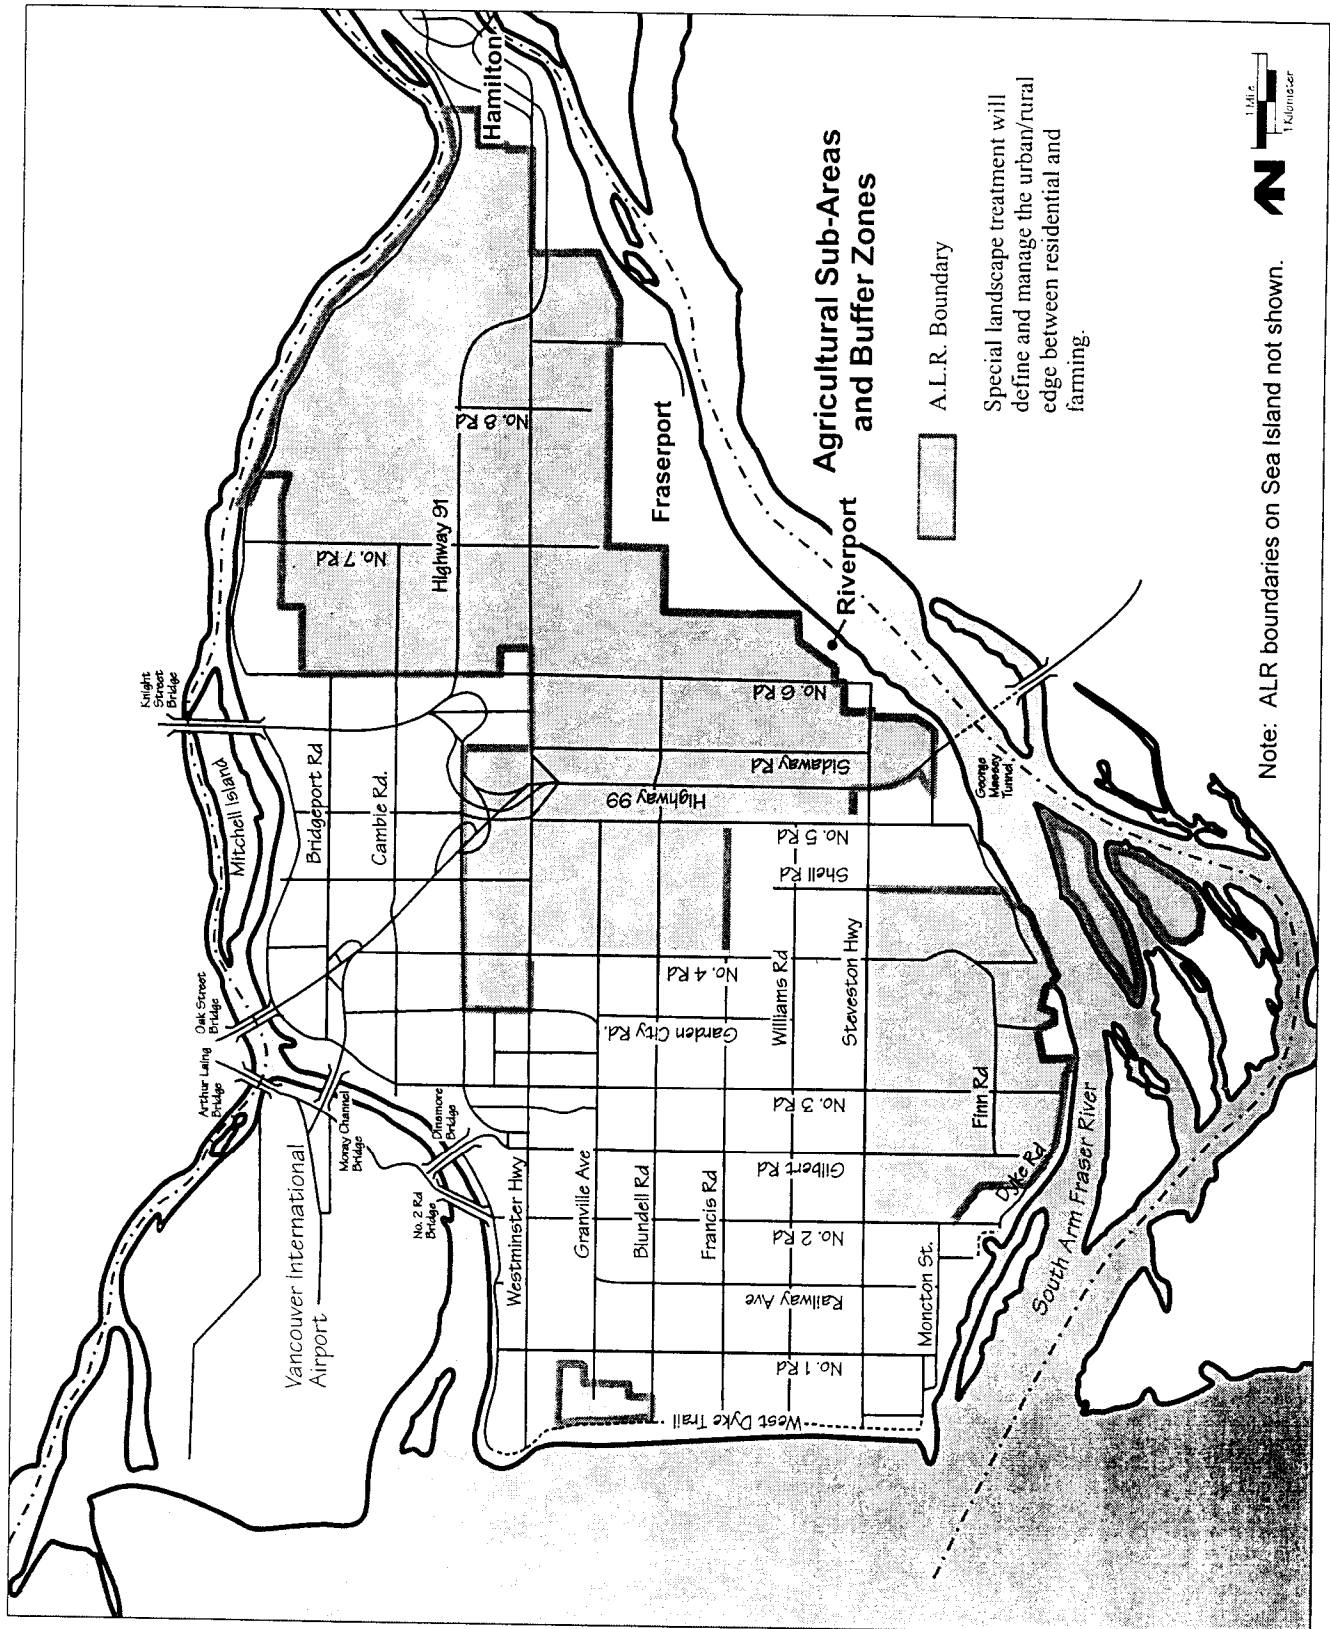 Hamilton
Agricultural Sub-Areas
and Buffer Zones
A.L.R. Boundary
Special landscape treatment will
define and manage the urban/rural
edge between residential and
farming.
Note: ALR boundaries on Sea Island not shown.
N
1 Mile
1 Kilometer
Fraserport
Riverport
No. 8 Rd
Highway 91
No. 7 Rd
No. 6 Rd
Sidaway Rd
Highway 99
No. 5 Rd
Shell Rd
No. 4 Rd
Garden City Rd.
No. 3 Rd
Gilbert Rd
No. 2 Rd
Railway Ave
No. 1 Rd
West Dyke Trail
Knight
Street
Bridge
Mitchell Island
Bridgeport Rd
Cambie Rd.
Oak Street
Bridge
Arthur Laing
Bridge
Moray Channel
Bridge
Dinsmore
Bridge
No. 2 Rd
Bridge
Vancouver International
Airport
Westminster Hwy
Granville Ave
Blundell Rd
Francis Rd
Williams Rd
Steveston Hwy
Moncton St.
Finn Rd
Dyke Rd
George
Massey
Tunnel
South Arm Fraser River